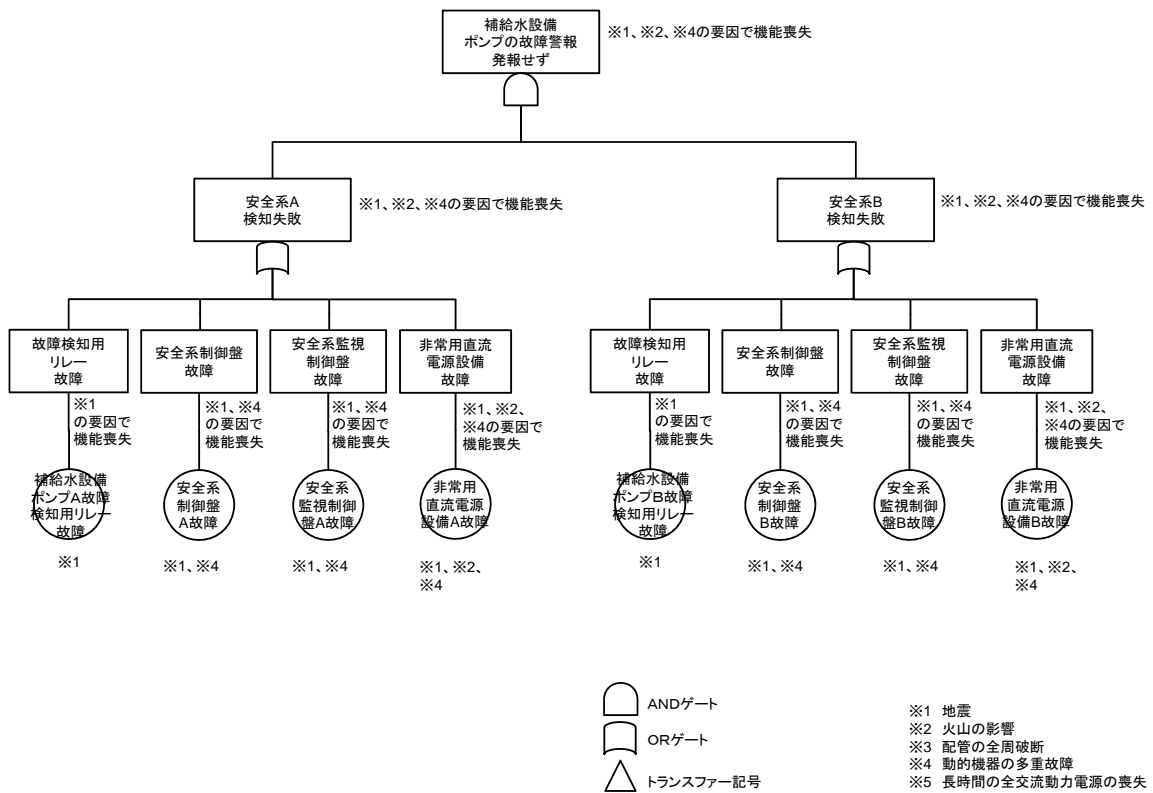 補給水設備
ポンプの故障警報
発報せず
※1、※2、※4の要因で機能喪失
安全系A
検知失敗
※1、※2、※4の要因で機能喪失
安全系B
検知失敗
※1、※2、※4の要因で機能喪失
故障検知用
リレー
故障
安全系制御盤
故障
安全系監視
制御盤
故障
非常用直流
電源設備
故障
故障検知用
リレー
故障
安全系制御盤
故障
安全系監視
制御盤
故障
非常用直流
電源設備
故障
※1
の要因で
機能喪失
※1、※4
の要因で
機能喪失
※1、※4
の要因で
機能喪失
※1、※2、
※4の要因で
機能喪失
※1
の要因で
機能喪失
※1、※4
の要因で
機能喪失
※1、※4
の要因で
機能喪失
※1、※2、
※4の要因で
機能喪失
補給水設備
ポンプA故障
検知用リレー
故障
安全系
制御盤
A故障
安全系
監視制御
盤A故障
非常用
直流電源
設備A故障
補給水設備
ポンプB故障
検知用リレー
故障
安全系
制御盤
B故障
安全系
監視制御
盤B故障
非常用
直流電源
設備B故障
※1
※1、※4
※1、※4
※1、※2、
※4
※1
※1、※4
※1、※4
※1、※2、
※4
ANDゲート
ORゲート
トランスファー記号
※1 地震
※2 火山の影響
※3 配管の全周破断
※4 動的機器の多重故障
※5 長時間の全交流動力電源の喪失